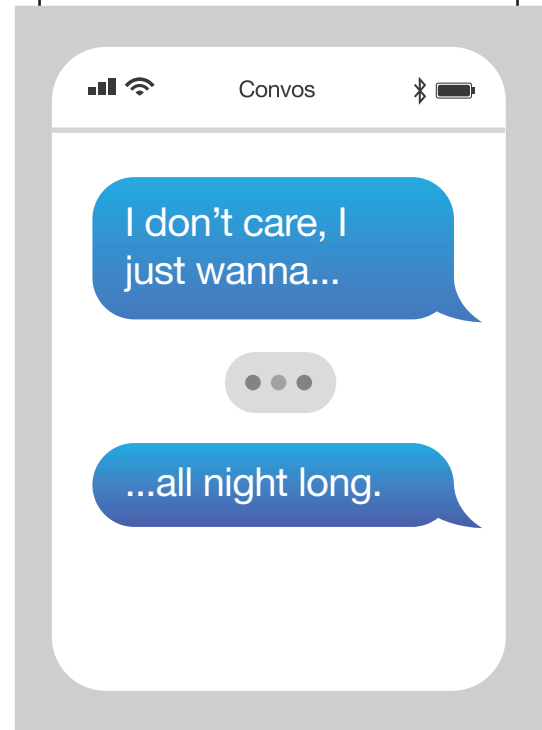 Convos
I don’t care, I
just wanna...
...all night long.